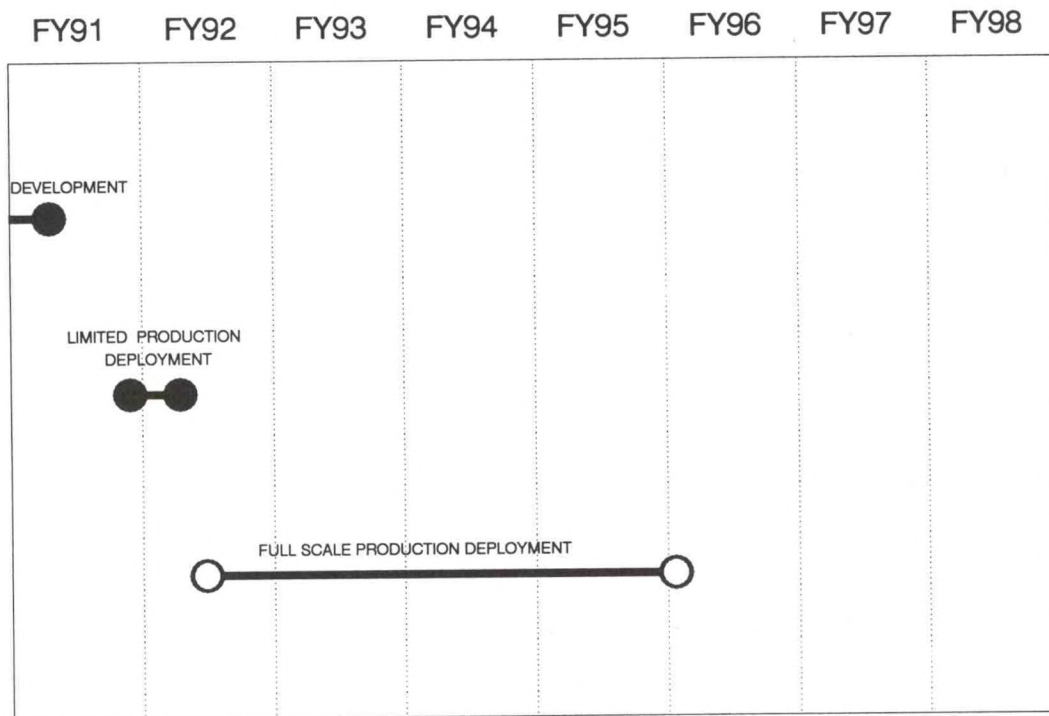 FY91 FY92 FY93 FY94 FY95 FY96 FY97 FY98
DEVELOPMENT
LIMITED PRODUCTION
DEPLOYMENT
FULL SCALE PRODUCTION DEPLOYMENT